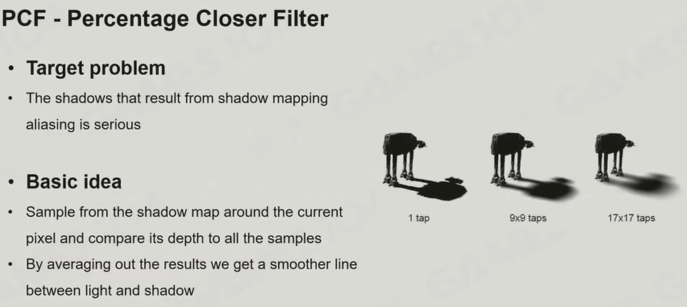 PCF - Percentage Closer Filter
• Target problem
• The shadows that result from shadow mapping
aliasing is serious
• Basic idea
• Sample from the shadow map around the current
pixel and compare its depth to all the samples
• By averaging out the results we get a smoother line
between light and shadow
1 tap
9x9 taps
17x17 taps